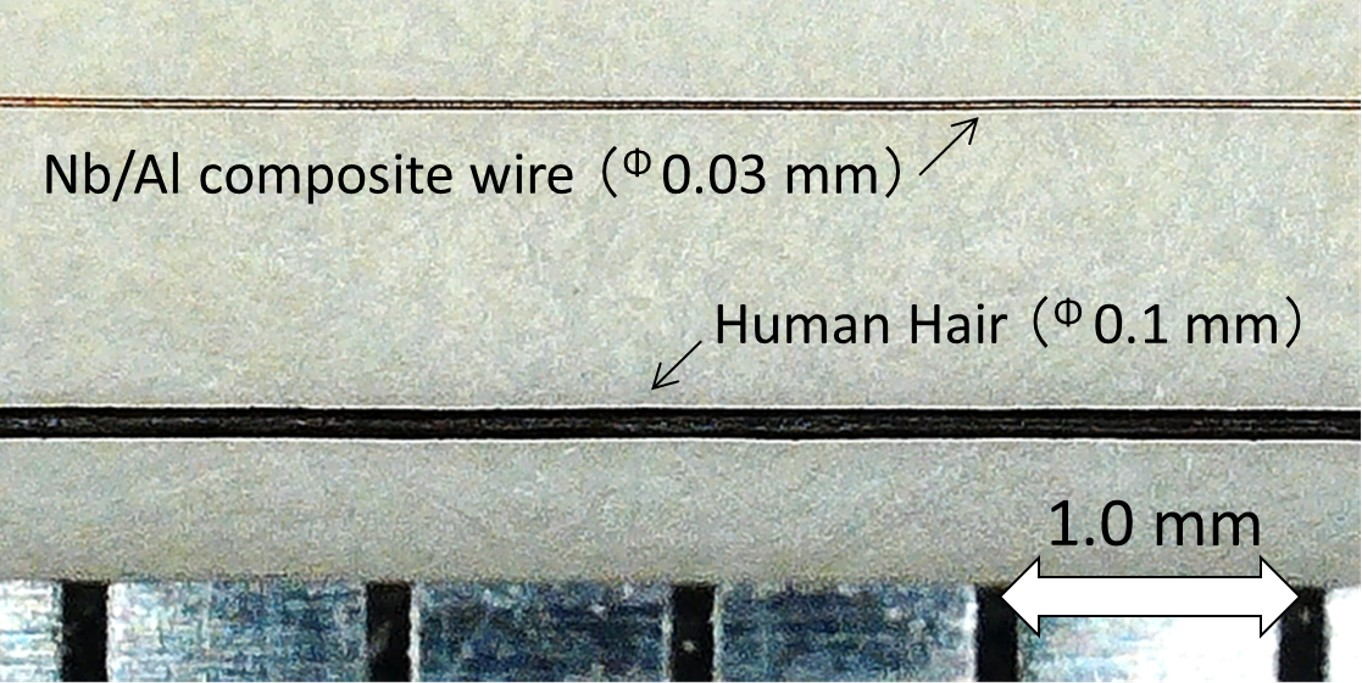 Nb/Al composite wire（Φ0.03 mm）
Human Hair（Φ0.1 mm）
1.0 mm